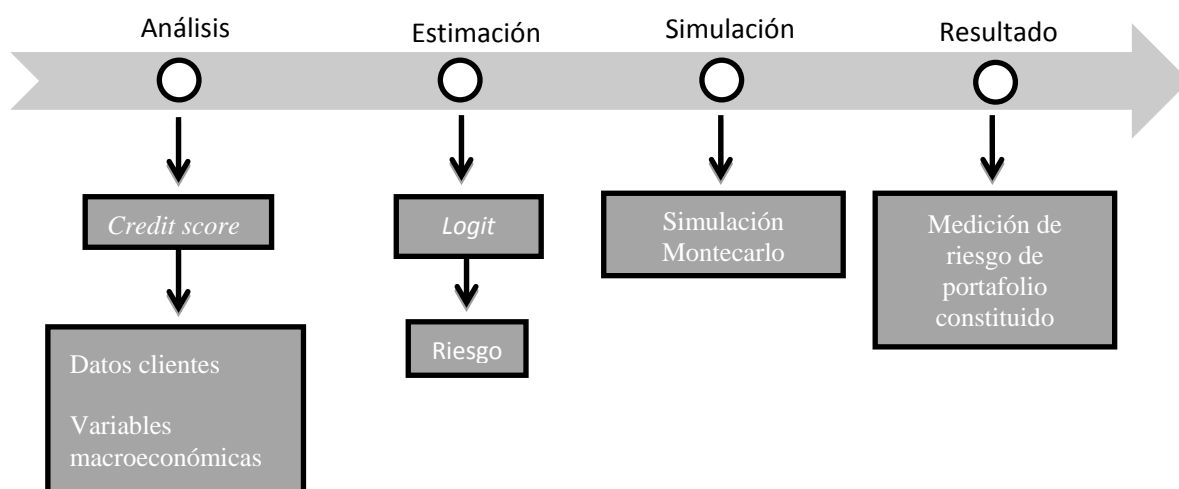 Análisis
Estimación
Simulación
Resultado
Credit score
Logit
Simulación
Montecarlo
Medición de
riesgo de
portafolio
constituido
Riesgo
Datos clientes
Variables
macroeconómicas